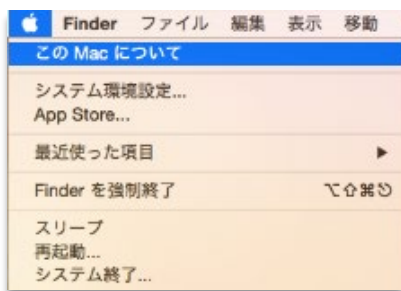 Finder ファイル 編集 表示 移動
この Mac について
システム環境設定...
App Store...
最近使った項目 ▶
Finder を強制終了 ⌥⇧⌘⎋
スリープ
再起動...
システム終了...